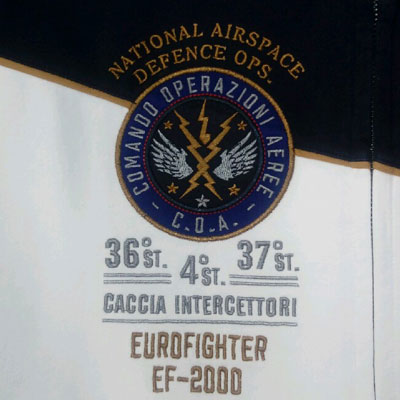 NATIONAL AIRSPACE
DEFENCE OPS.
COMANDO OPERAZIONI AEREE
- C.O.A. -
36° ST. 4° ST. 37° ST.
CACCIA INTERCETTORI
EUROFIGHTER
EF-2000